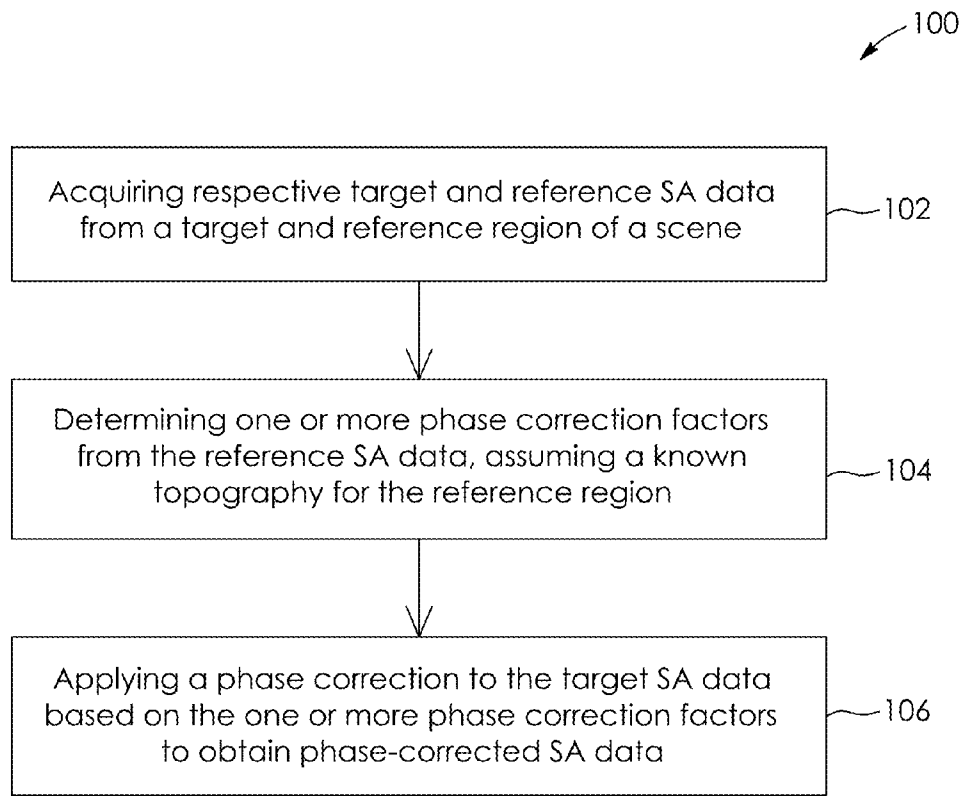 100
Acquiring respective target and reference SA data
from a target and reference region of a scene
102
Determining one or more phase correction factors
from the reference SA data, assuming a known
topography for the reference region
104
Applying a phase correction to the target SA data
based on the one or more phase correction factors
to obtain phase-corrected SA data
106